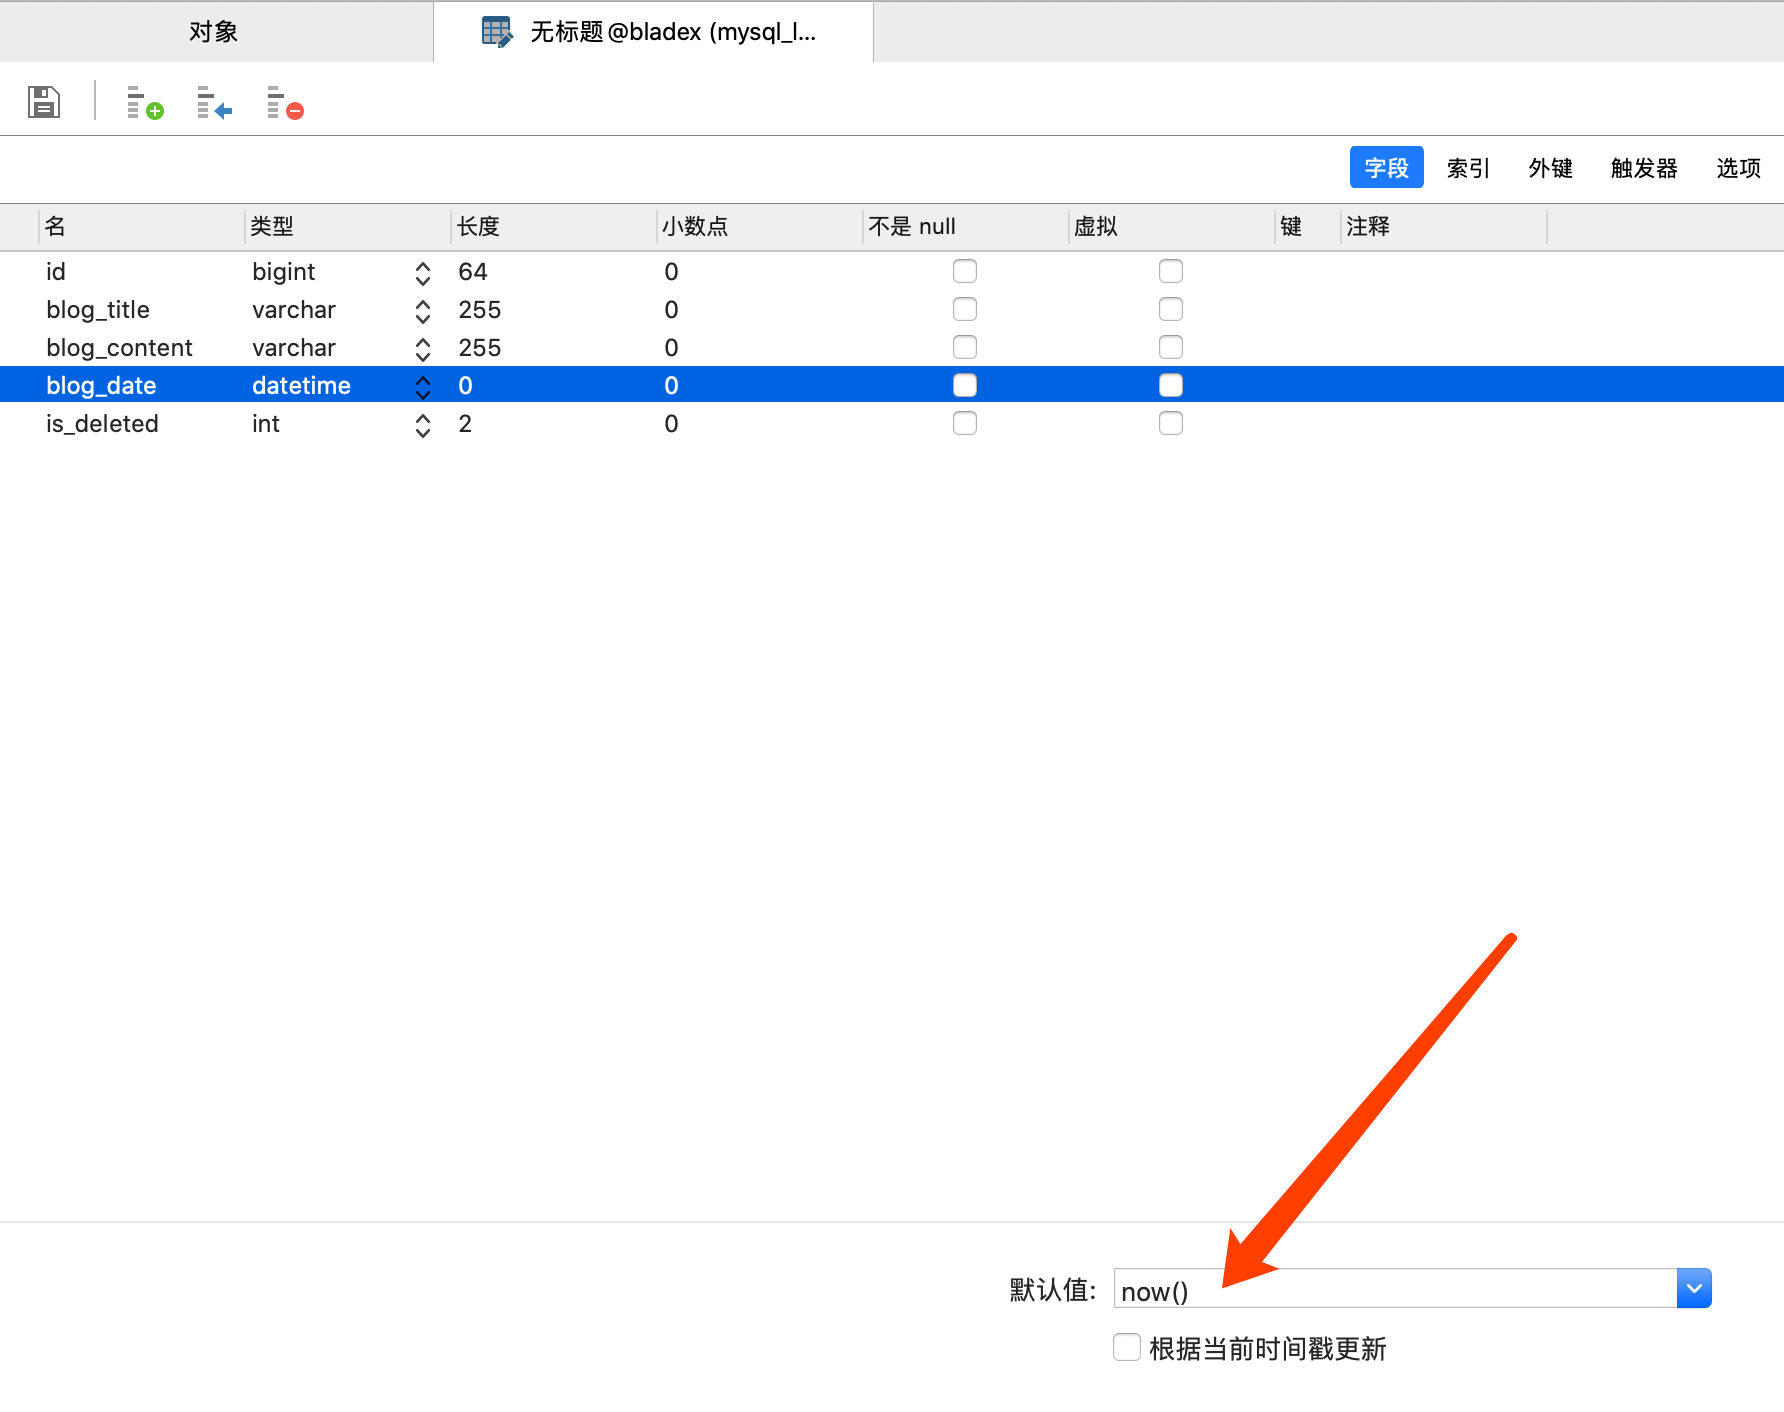 对象
无标题 @bladex (mysql_l...
字段 索引 外键 触发器 选项
名 类型 长度 小数点 不是 null 虚拟 键 注释
id bigint 64 0
blog_title varchar 255 0
blog_content varchar 255 0
blog_date datetime 0 0
is_deleted int 2 0
默认值: now()
根据当前时间戳更新